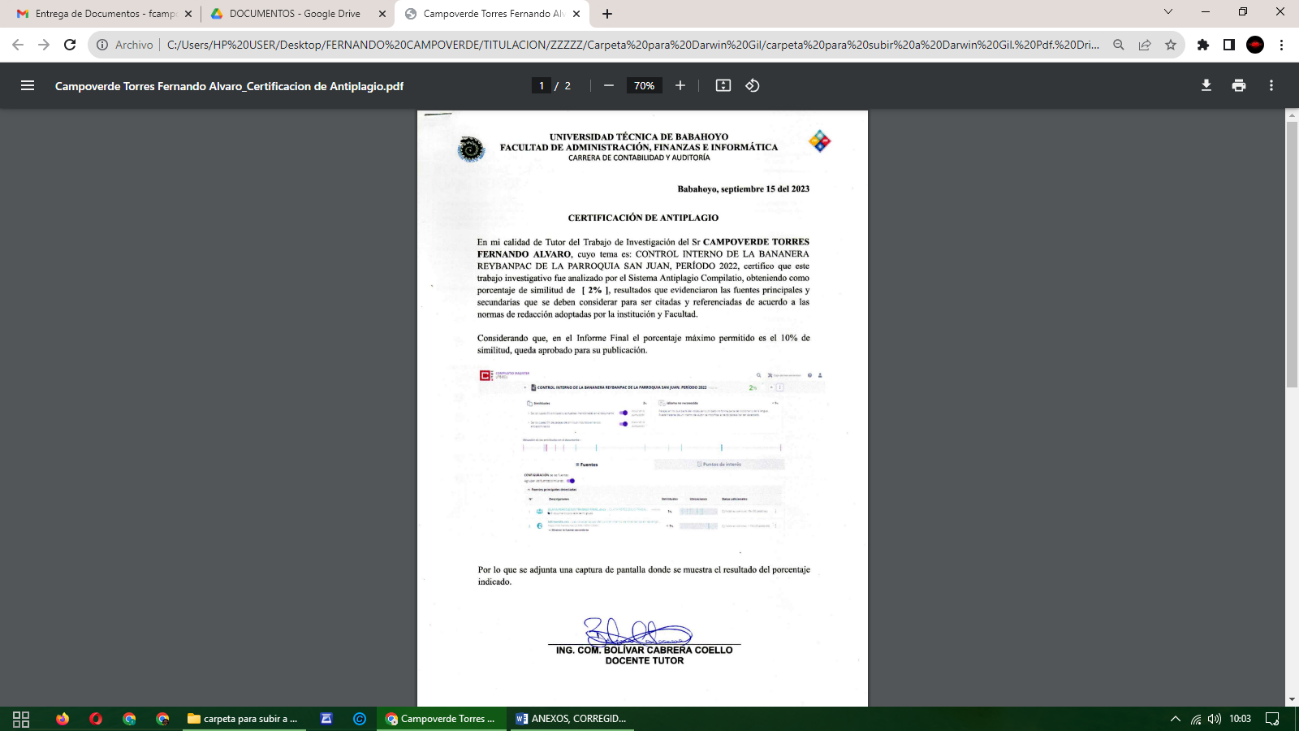 Entrega de Documentos - fcamp
DOCUMENTOS - Google Drive
Campoverde Torres Fernando Alv
Archivo
C:/Users/HP%20USER/Desktop/FERNANDO%20CAMPOVERDE/TITULACION/ZZZZZ/Carpeta%20para%20Darwin%20Gil/carpeta%20para%20subir%20a%20Darwin%20Gil.%20Pdf.%20Dri...
Campoverde Torres Fernando Alvaro_Certificacion de Antiplagio.pdf
1 / 2
70%
UNIVERSIDAD TÉCNICA DE BABAHOYO
FACULTAD DE ADMINISTRACIÓN, FINANZAS E INFORMÁTICA
CARRERA DE CONTABILIDAD Y AUDITORÍA
Babahoyo, septiembre 15 del 2023
CERTIFICACIÓN DE ANTIPLAGIO
En mi calidad de Tutor del Trabajo de Investigación del Sr CAMPOVERDE TORRES
FERNANDO ALVARO, cuyo tema es: CONTROL INTERNO DE LA BANANERA
REYBANPAC DE LA PARROQUIA SAN JUAN, PERÍODO 2022, certifico que este
trabajo investigativo fue analizado por el Sistema Antiplagio Compilatio, obteniendo como
porcentaje de similitud de [ 2% ], resultados que evidenciaron las fuentes principales y
secundarias que se deben considerar para ser citadas y referenciadas de acuerdo a las
normas de redacción adoptadas por la institución y Facultad.
Considerando que, en el Informe Final el porcentaje máximo permitido es el 10% de
similitud, queda aprobado para su publicación.
CONTROL INTERNO DE LA BANANERA REYBANPAC DE LA PARROQUIA SAN JUAN, PERÍODO 2022
2%
Fuentes
Fuentes de interés
Por lo que se adjunta una captura de pantalla donde se muestra el resultado del porcentaje
indicado.
ING. COM. BOLÍVAR CABRERA COELLO
DOCENTE TUTOR
carpeta para subir a ...
Campoverde Torres ...
ANEXOS, CORREGID...
10:03